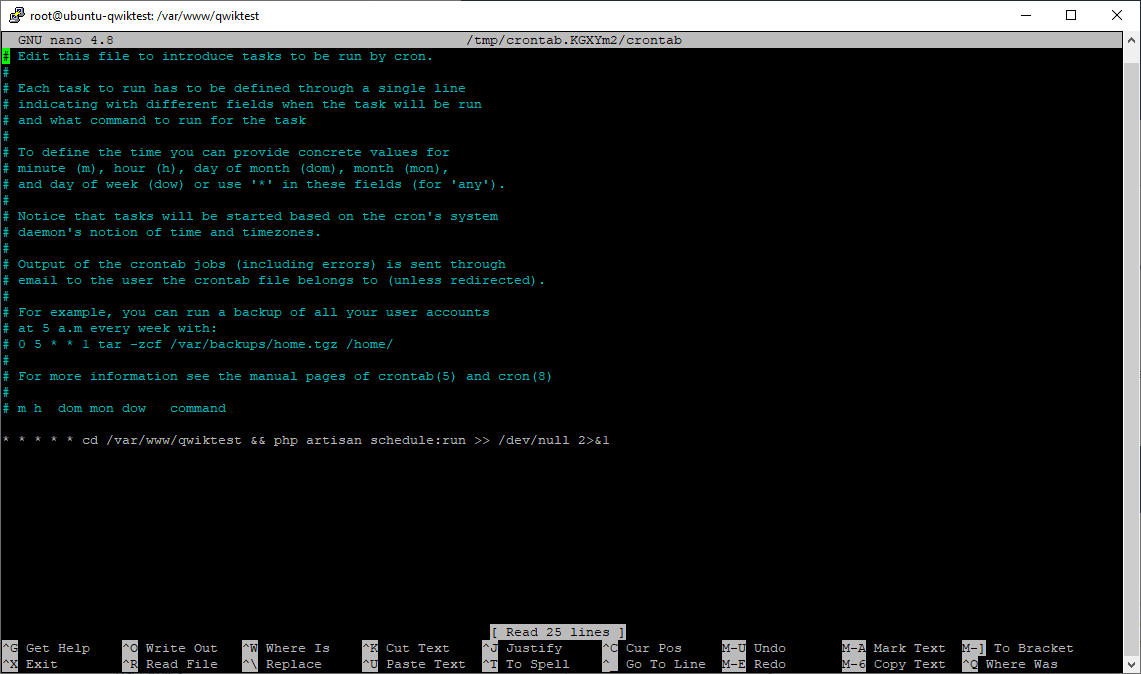 root@ubuntu-qwiktest: /var/www/qwiktest
GNU nano 4.8 /tmp/crontab.KGXYm2/crontab
# Edit this file to introduce tasks to be run by cron.
#
# Each task to run has to be defined through a single line
# indicating with different fields when the task will be run
# and what command to run for the task
#
# To define the time you can provide concrete values for
# minute (m), hour (h), day of month (dom), month (mon),
# and day of week (dow) or use '*' in these fields (for 'any').
#
# Notice that tasks will be started based on the cron's system
# daemon's notion of time and timezones.
#
# Output of the crontab jobs (including errors) is sent through
# email to the user the crontab file belongs to (unless redirected).
#
# For example, you can run a backup of all your user accounts
# at 5 a.m every week with:
# 0 5 * * 1 tar -zcf /var/backups/home.tgz /home/
#
# For more information see the manual pages of crontab(5) and cron(8)
#
# m h  dom mon dow   command
* * * * * cd /var/www/qwiktest && php artisan schedule:run >> /dev/null 2>&1
[ Read 25 lines ]
^G Get Help ^O Write Out ^W Where Is ^K Cut Text ^J Justify ^C Cur Pos M-U Undo M-A Mark Text M-] To Bracket
^X Exit ^R Read File ^\ Replace ^U Paste Text ^T To Spell ^_ Go To Line M-E Redo M-6 Copy Text ^Q Where Was